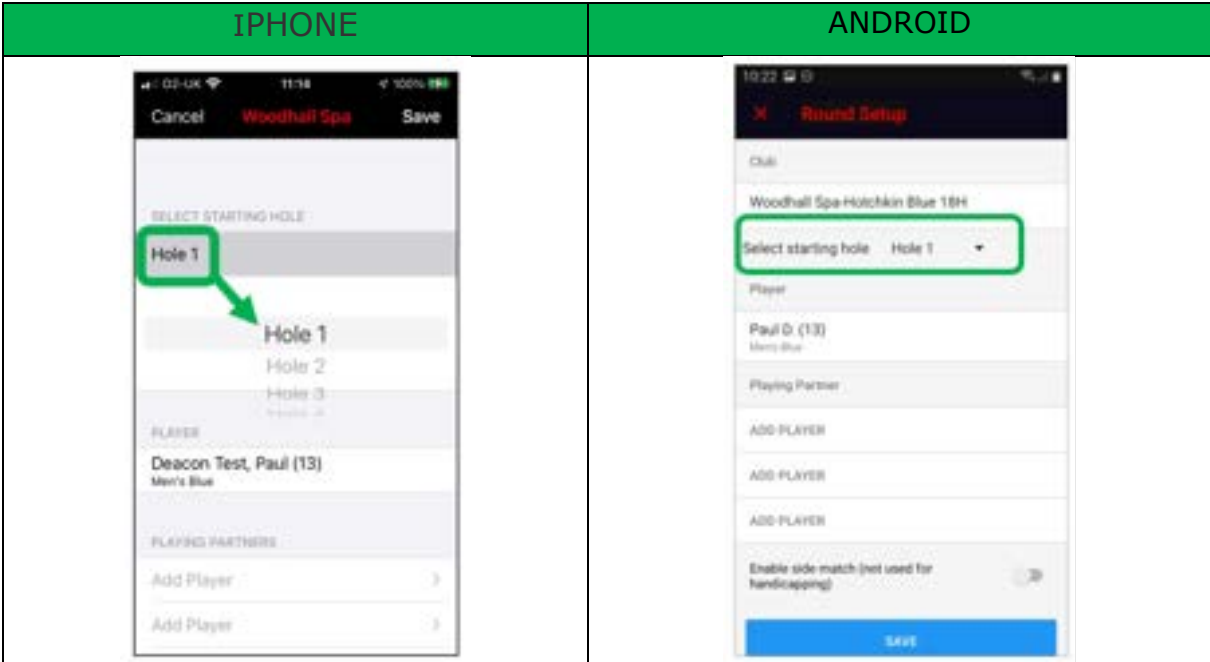 IPHONE
ANDROID
O2-UK 11:14 100%
Cancel Woodhall Spa Save
SELECT STARTING HOLE
Hole 1
Hole 1
Hole 2
Hole 3
PLAYER
Deacon Test, Paul (13)
Men's Blue
PLAYING PARTNERS
Add Player
Add Player
10:22
Round Setup
Club
Woodhall Spa-Hotchkin Blue 18H
Select starting hole Hole 1
Player
Paul D. (13)
Men's Blue
Playing Partner
ADD PLAYER
ADD PLAYER
ADD PLAYER
Enable side match (not used for
handicapping)
SAVE